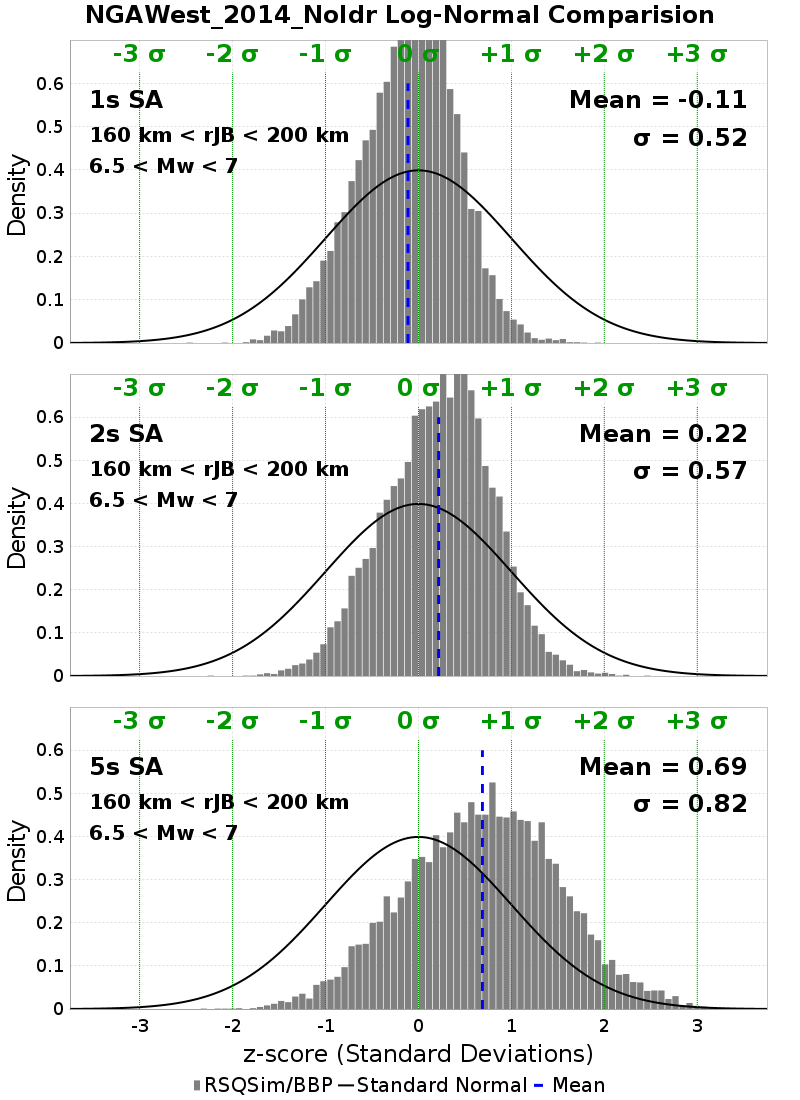 NGAWest_2014_NoIdr Log-Normal Comparision
-3 σ -2 σ -1 σ 0 σ +1 σ +2 σ +3 σ
1s SA
Mean = -0.11
160 km < rJB < 200 km
σ = 0.52
6.5 < Mw < 7
0.6
0.5
0.4
0.3
0.2
0.1
0
Density
-3 σ -2 σ -1 σ 0 σ +1 σ +2 σ +3 σ
2s SA
Mean = 0.22
160 km < rJB < 200 km
σ = 0.57
6.5 < Mw < 7
0.6
0.5
0.4
0.3
0.2
0.1
0
Density
-3 σ -2 σ -1 σ 0 σ +1 σ +2 σ +3 σ
5s SA
Mean = 0.69
160 km < rJB < 200 km
σ = 0.82
6.5 < Mw < 7
0.6
0.5
0.4
0.3
0.2
0.1
0
Density
-3 -2 -1 0 1 2 3
z-score (Standard Deviations)
RSQSim/BBP Standard Normal Mean